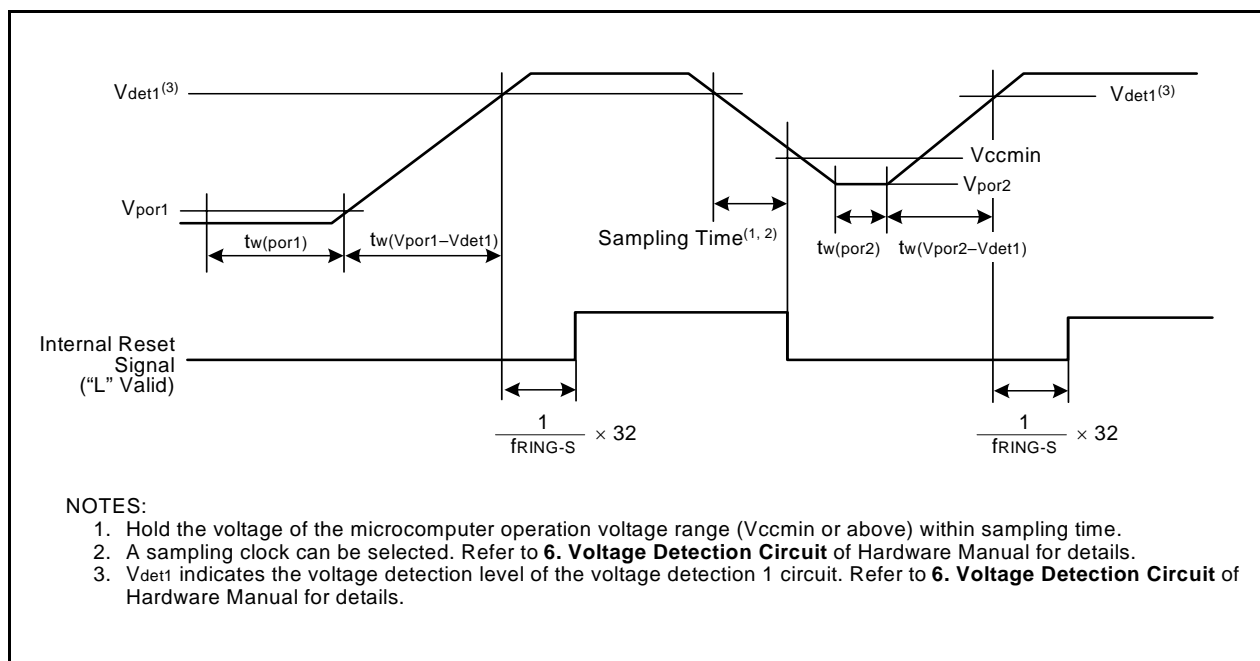 Vdet1(3)
Vdet1(3)
Vccmin
Vpor2
Vpor1
tw(por1)
tw(Vpor1–Vdet1)
Sampling Time(1, 2)
tw(por2)
tw(Vpor2–Vdet1)
Internal Reset
Signal
(“L” Valid)
1
fRING-S
× 32
1
fRING-S
× 32
NOTES:
1. Hold the voltage of the microcomputer operation voltage range (Vccmin or above) within sampling time.
2. A sampling clock can be selected. Refer to 6. Voltage Detection Circuit of Hardware Manual for details.
3. Vdet1 indicates the voltage detection level of the voltage detection 1 circuit. Refer to 6. Voltage Detection Circuit of
Hardware Manual for details.